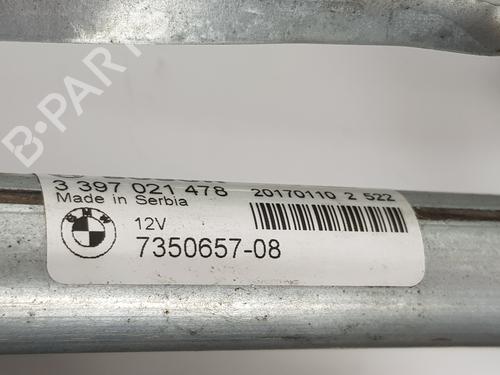 3 397 021 478
20170110 2 522
Made in Serbia
BMW
12V
7350657-08
B-PARTS